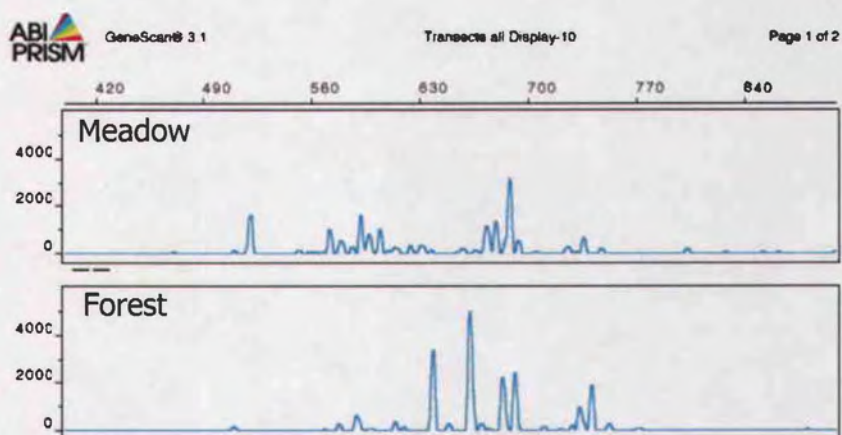 ABI PRISM
GeneScan® 3.1
Transects all Display-10
Page 1 of 2
420 490 560 630 700 770 840
Meadow
4000
2000
0
Forest
4000
2000
0